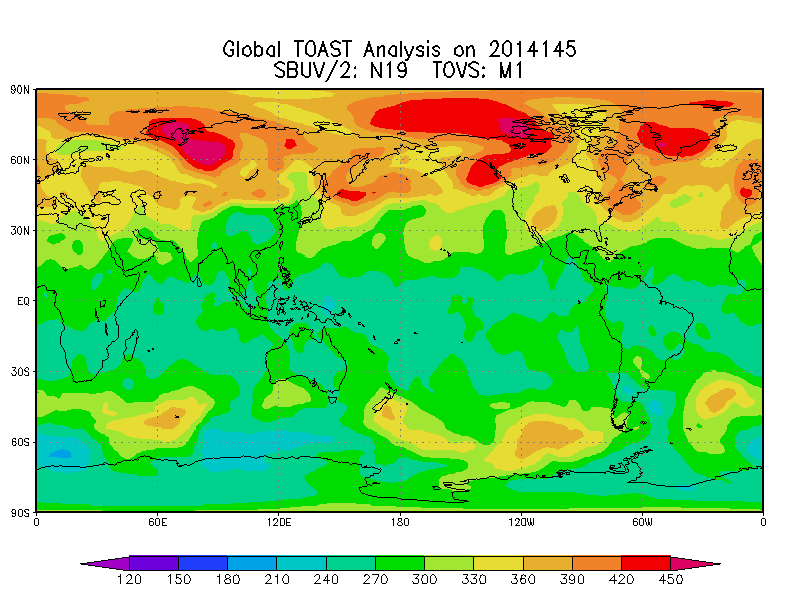 Global TOAST Analysis on 2014145
SBUV/2: N19 TOVS: M1
90N
60N
30N
EQ
30S
60S
90S
0 60E 120E 180 120W 60W 0
120 150 180 210 240 270 300 330 360 390 420 450